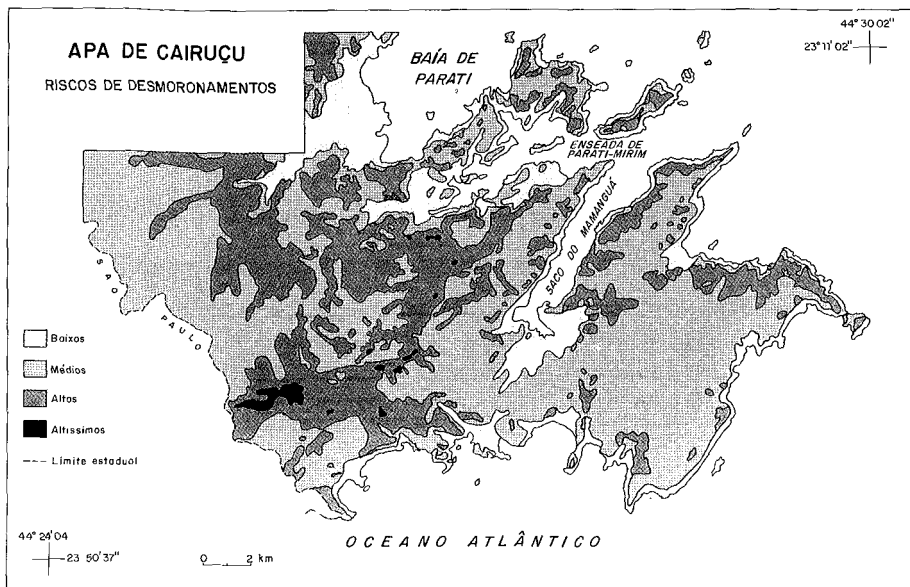 APA DE CAIRUÇU
RISCOS DE DESMORONAMENTOS
BAÍA DE
PARATI
44° 30 02"
23°11'02"
ENSEADA DE
PARATI-MIRIM
SACO DO MAMANGUÁ
SAO PAULO
Baixos
Médios
Altos
Altíssimos
Limite estadual
44° 24' 04
23 50' 37"
0 2 km
OCEANO ATLÂNTICO